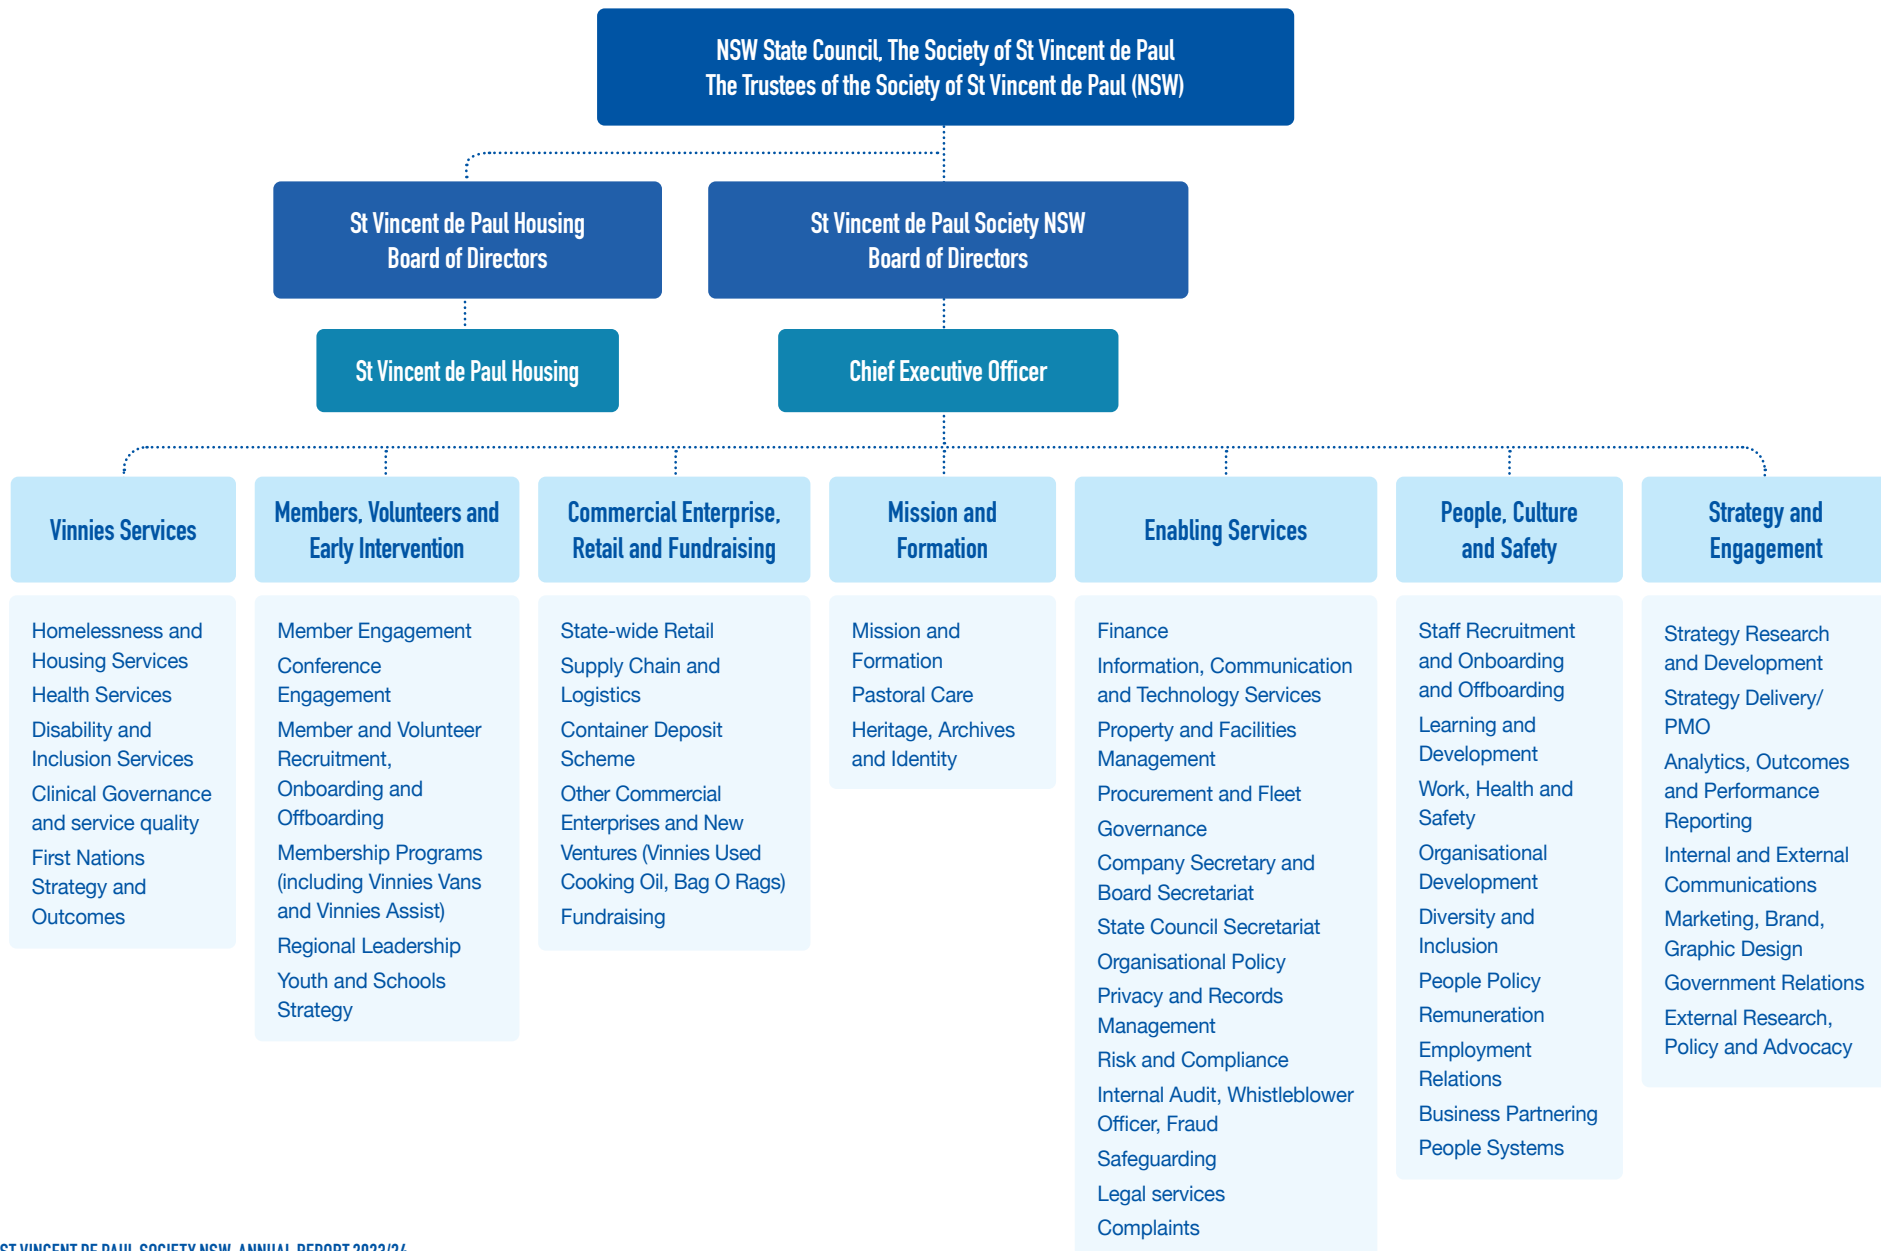 NSW State Council, The Society of St Vincent de Paul
The Trustees of the Society of St Vincent de Paul (NSW)
St Vincent de Paul Housing
Board of Directors
St Vincent de Paul Society NSW
Board of Directors
St Vincent de Paul Housing
Chief Executive Officer
Vinnies Services
Homelessness and
Housing Services
Health Services
Disability and
Inclusion Services
Clinical Governance
and service quality
First Nations
Strategy and
Outcomes
Members, Volunteers and
Early Intervention
Member Engagement
Conference
Engagement
Member and Volunteer
Recruitment,
Onboarding and
Offboarding
Membership Programs
(including Vinnies Vans
and Vinnies Assist)
Regional Leadership
Youth and Schools
Strategy
Commercial Enterprise,
Retail and Fundraising
State-wide Retail
Supply Chain and
Logistics
Container Deposit
Scheme
Other Commercial
Enterprises and New
Ventures (Vinnies Used
Cooking Oil, Bag O Rags)
Fundraising
Mission and
Formation
Mission and
Formation
Pastoral Care
Heritage, Archives
and Identity
Enabling Services
Finance
Information, Communication
and Technology Services
Property and Facilities
Management
Procurement and Fleet
Governance
Company Secretary and
Board Secretariat
State Council Secretariat
Organisational Policy
Privacy and Records
Management
Risk and Compliance
Internal Audit, Whistleblower
Officer, Fraud
Safeguarding
Legal services
Complaints
People, Culture
and Safety
Staff Recruitment
and Onboarding
and Offboarding
Learning and
Development
Work, Health and
Safety
Organisational
Development
Diversity and
Inclusion
People Policy
Remuneration
Employment
Relations
Business Partnering
People Systems
Strategy and
Engagement
Strategy Research
and Development
Strategy Delivery/
PMO
Analytics, Outcomes
and Performance
Reporting
Internal and External
Communications
Marketing, Brand,
Graphic Design
Government Relations
External Research,
Policy and Advocacy
ST VINCENT DE PAUL SOCIETY NSW ANNUAL REPORT 2023/24